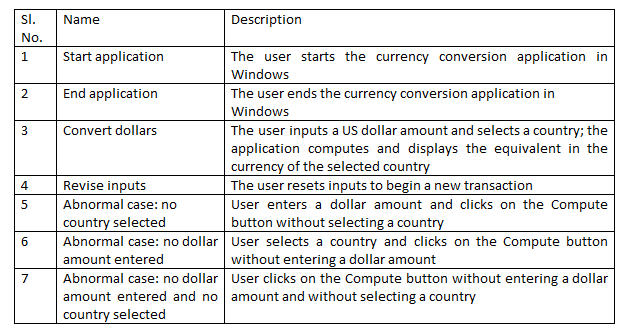 Sl. No.
Name
Description
1
Start application
The user starts the currency conversion application in
Windows
2
End application
The user ends the currency conversion application in
Windows
3
Convert dollars
The user inputs a US dollar amount and selects a country; the
application computes and displays the equivalent in the
currency of the selected country
4
Revise inputs
The user resets inputs to begin a new transaction
5
Abnormal case: no
country selected
User enters a dollar amount and clicks on the Compute
button without selecting a country
6
Abnormal case: no dollar
amount entered
User selects a country and clicks on the Compute button
without entering a dollar amount
7
Abnormal case: no dollar
amount entered and no
country selected
User clicks on the Compute button without entering a dollar
amount and without selecting a country